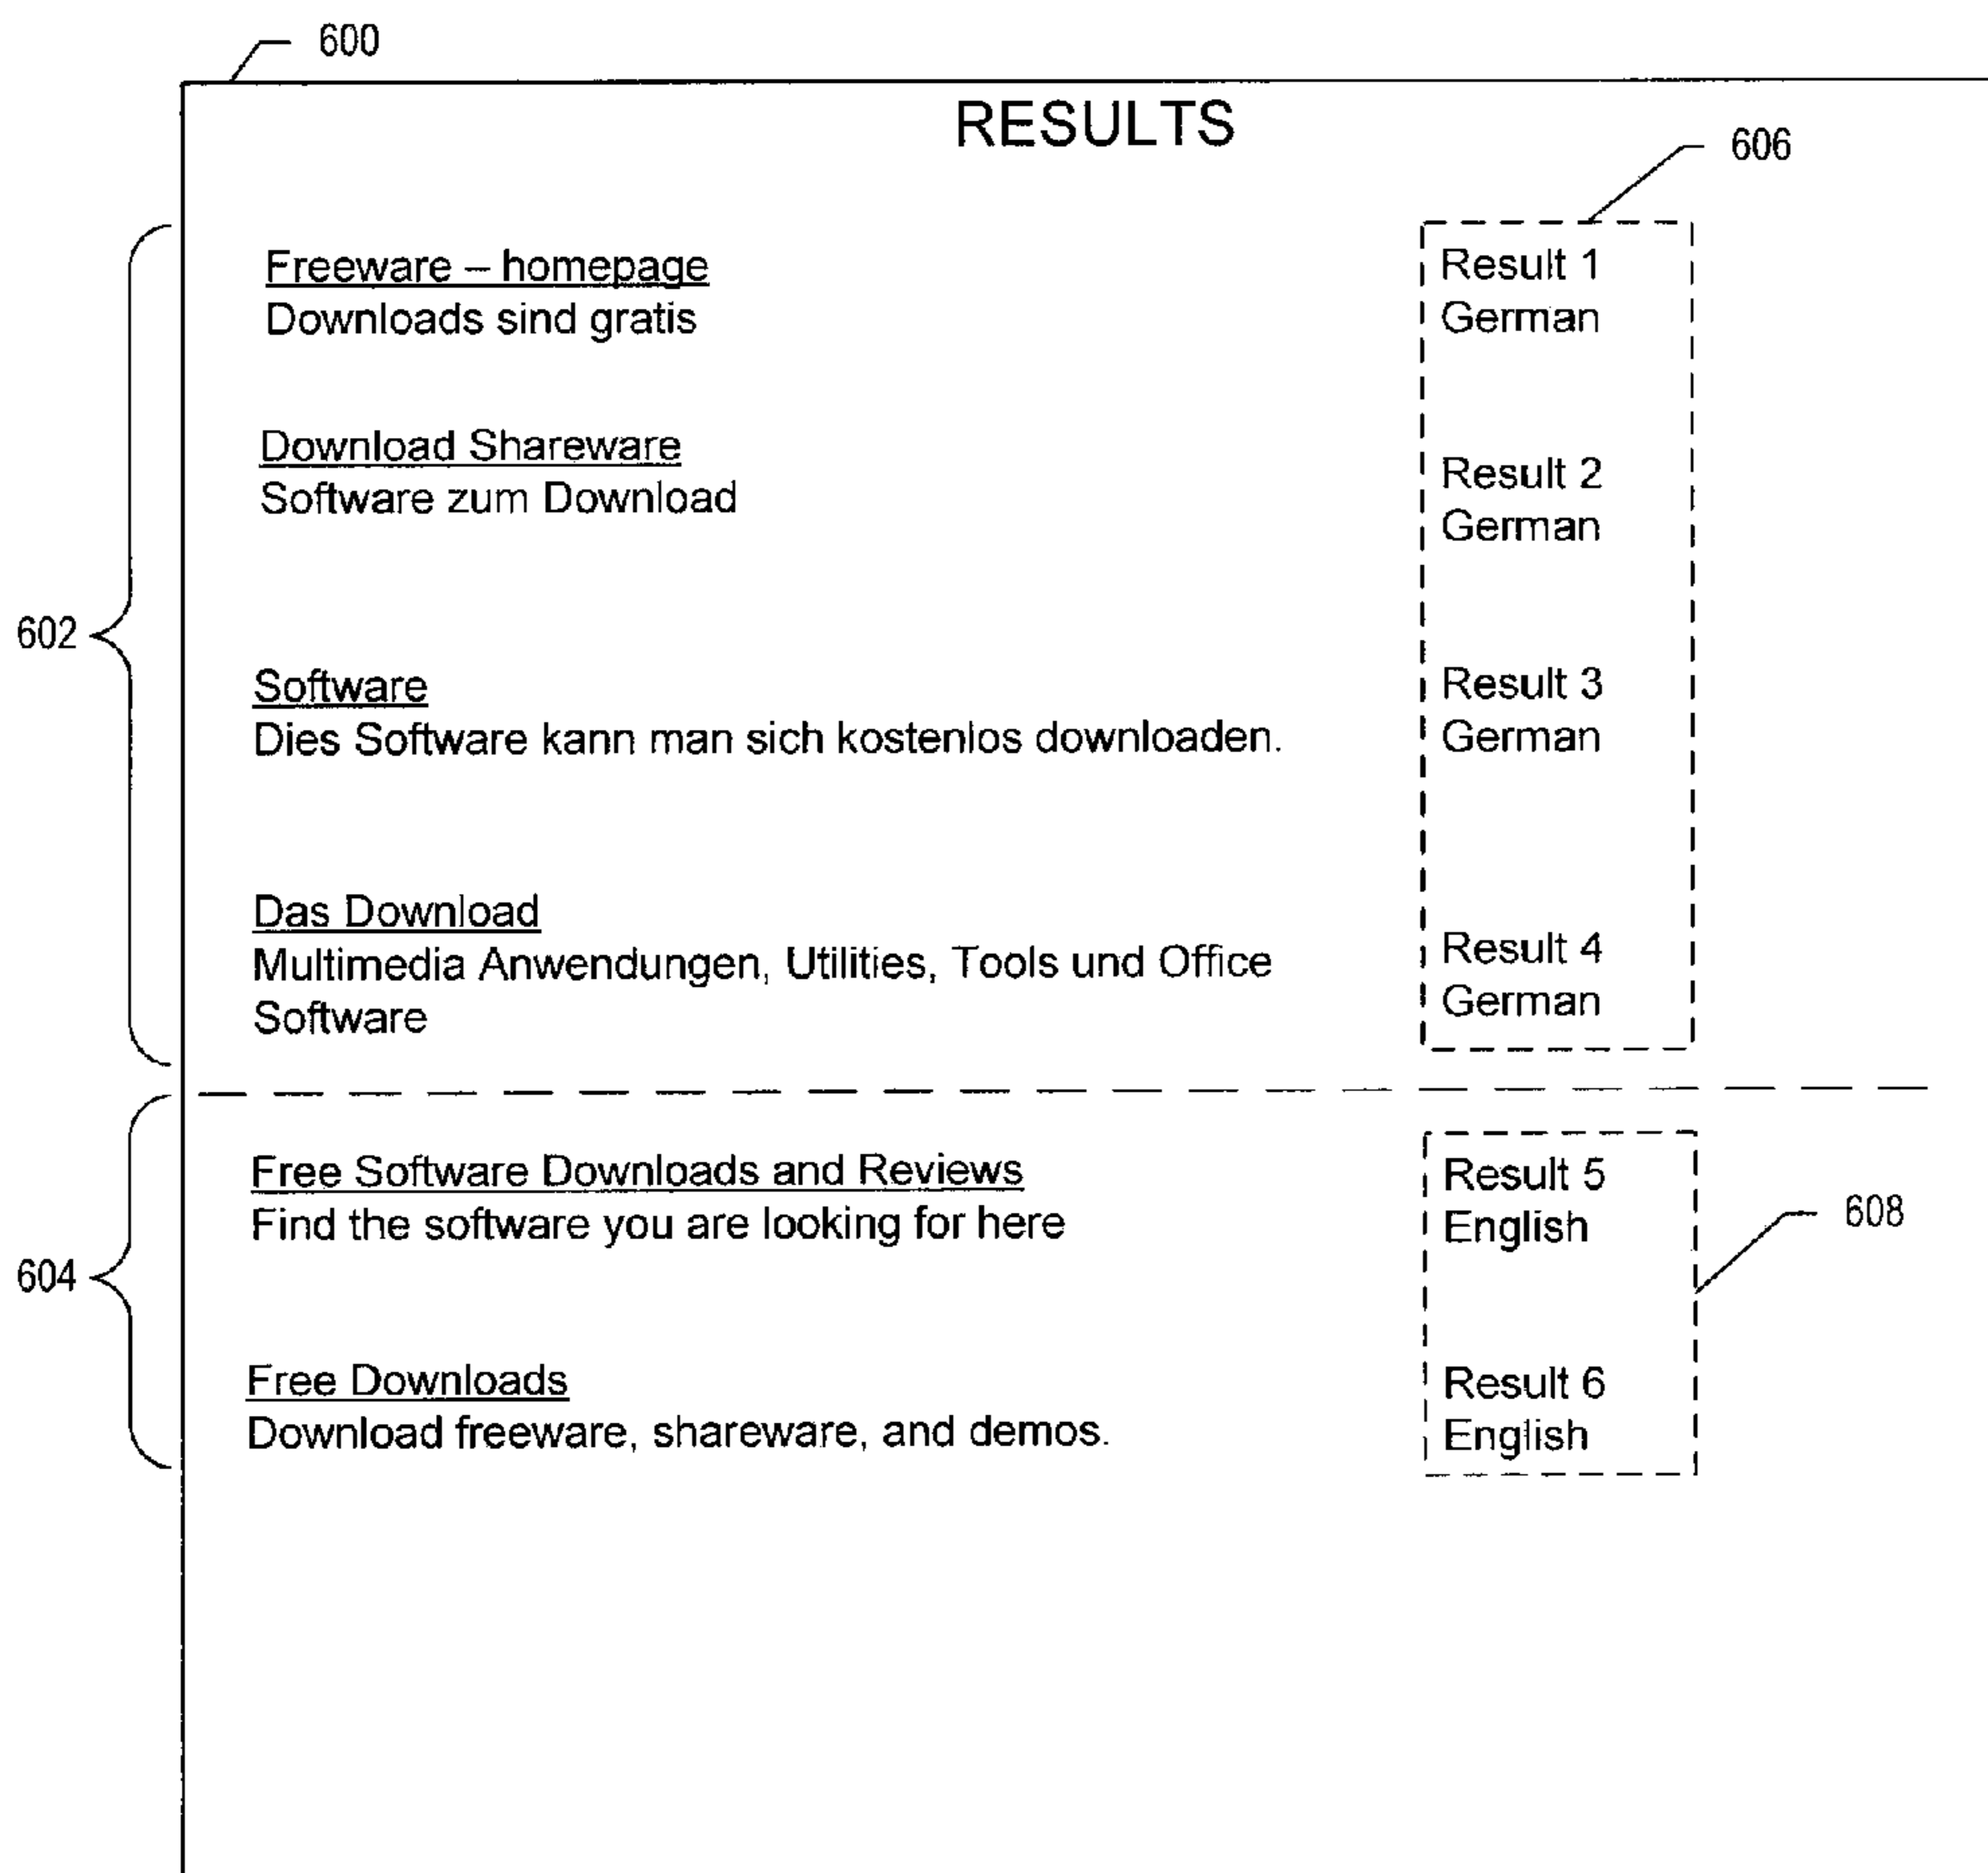 600
RESULTS
606
Freeware – homepage
Downloads sind gratis
Result 1
German
Download Shareware
Software zum Download
Result 2
German
602
Software
Dies Software kann man sich kostenlos downloaden.
Result 3
German
Das Download
Multimedia Anwendungen, Utilities, Tools und Office
Software
Result 4
German
Free Software Downloads and Reviews
Find the software you are looking for here
Result 5
English
608
604
Free Downloads
Download freeware, shareware, and demos.
Result 6
English